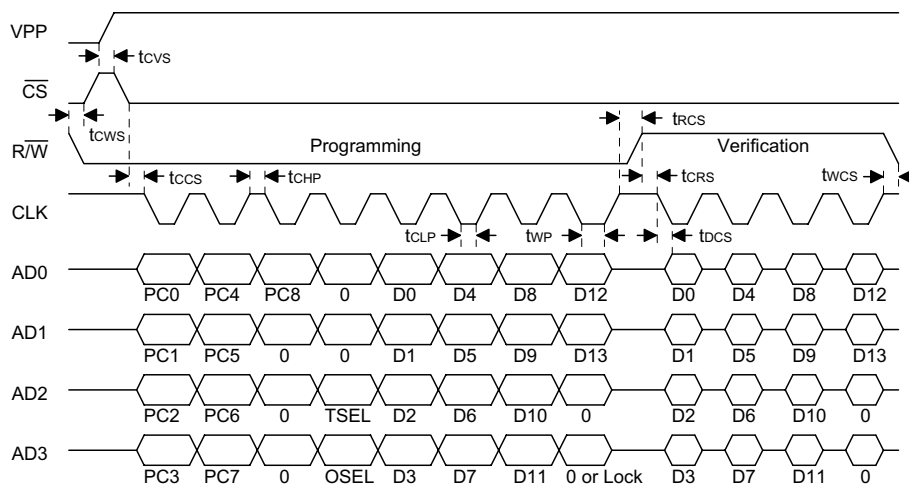 VPP
tCVS
CS
tCWS
tRCS
R/W
Programming
Verification
tCCS
tCHP
tCRS
tWCS
CLK
tCLP
tWP
tDCS
AD0
PC0 PC4 PC8 0 D0 D4 D8 D12 D0 D4 D8 D12
AD1
PC1 PC5 0 0 D1 D5 D9 D13 D1 D5 D9 D13
AD2
PC2 PC6 0 TSEL D2 D6 D10 0 D2 D6 D10 0
AD3
PC3 PC7 0 OSEL D3 D7 D11 0 or Lock D3 D7 D11 0